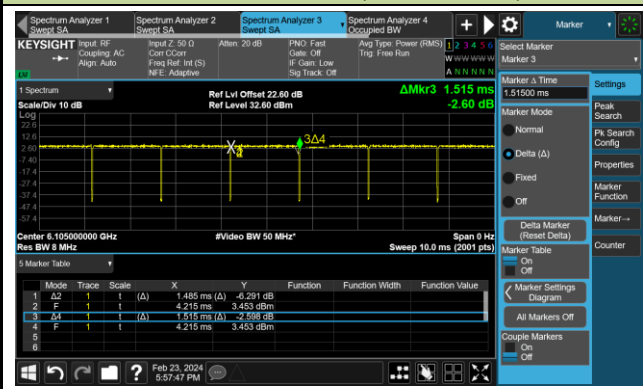 Spectrum Analyzer 1
Swept SA
Spectrum Analyzer 2
Swept SA
Spectrum Analyzer 3
Swept SA
Spectrum Analyzer 4
Occupied BW
Marker
KEYSIGHT
Input: RF
Coupling: AC
Align: Auto
Input Z: 50 Ω
Corr CCorr
Freq Ref: Int (S)
NFE: Adaptive
Atten: 20 dB
PNO: Fast
Gate: Off
IF Gain: Low
Sig Track: Off
Avg Type: Power (RMS)
Trig: Free Run
1 2 3 4 5 6
W W W W W W
A N N N N N
LXI
Select Marker
Marker 3
1 Spectrum
Scale/Div 10 dB
Ref Lvl Offset 22.60 dB
Ref Level 32.60 dBm
ΔMkr3 1.515 ms
-2.60 dB
Log
22.6
12.6
2.60
-7.40
-17.4
-27.4
-37.4
-47.4
-57.4
3Δ4
Center 6.105000000 GHz
Res BW 8 MHz
#Video BW 50 MHz*
Span 0 Hz
Sweep 10.0 ms (2001 pts)
5 Marker Table
Mode Trace Scale X Y Function Function Width Function Value
1 Δ2 1 t (Δ) 1.485 ms (Δ) -6.291 dB
2 F 1 t 4.215 ms 3.453 dBm
3 Δ4 1 t (Δ) 1.515 ms (Δ) -2.598 dB
4 F 1 t 4.215 ms 3.453 dBm
5
6
Marker Δ Time
1.51500 ms
Marker Mode
Normal
Delta (Δ)
Fixed
Off
Delta Marker
(Reset Delta)
Marker Table
On
Off
Marker Settings
Diagram
All Markers Off
Couple Markers
On
Off
Settings
Peak
Search
Pk Search
Config
Properties
Marker
Function
Marker→
Counter
?
Feb 23, 2024
5:57:47 PM